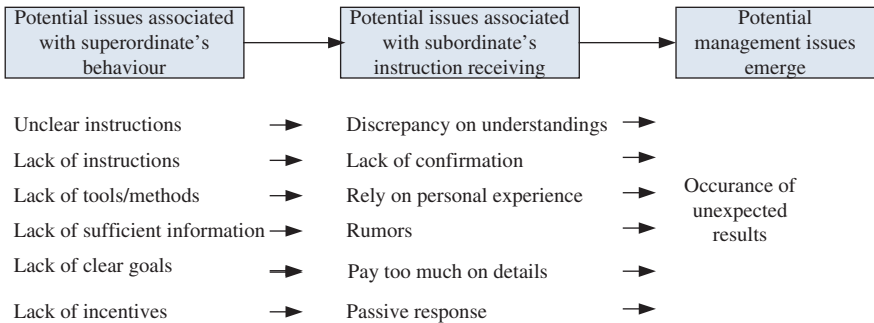 Potential issues associated
with superordinate's
behaviour
Potential issues associated
with subordinate's
instruction receiving
Potential
management issues
emerge
Unclear instructions
Discrepancy on understandings
Lack of instructions
Lack of confirmation
Lack of tools/methods
Rely on personal experience
Lack of sufficient information
Rumors
Lack of clear goals
Pay too much on details
Lack of incentives
Passive response
Occurance of
unexpected
results